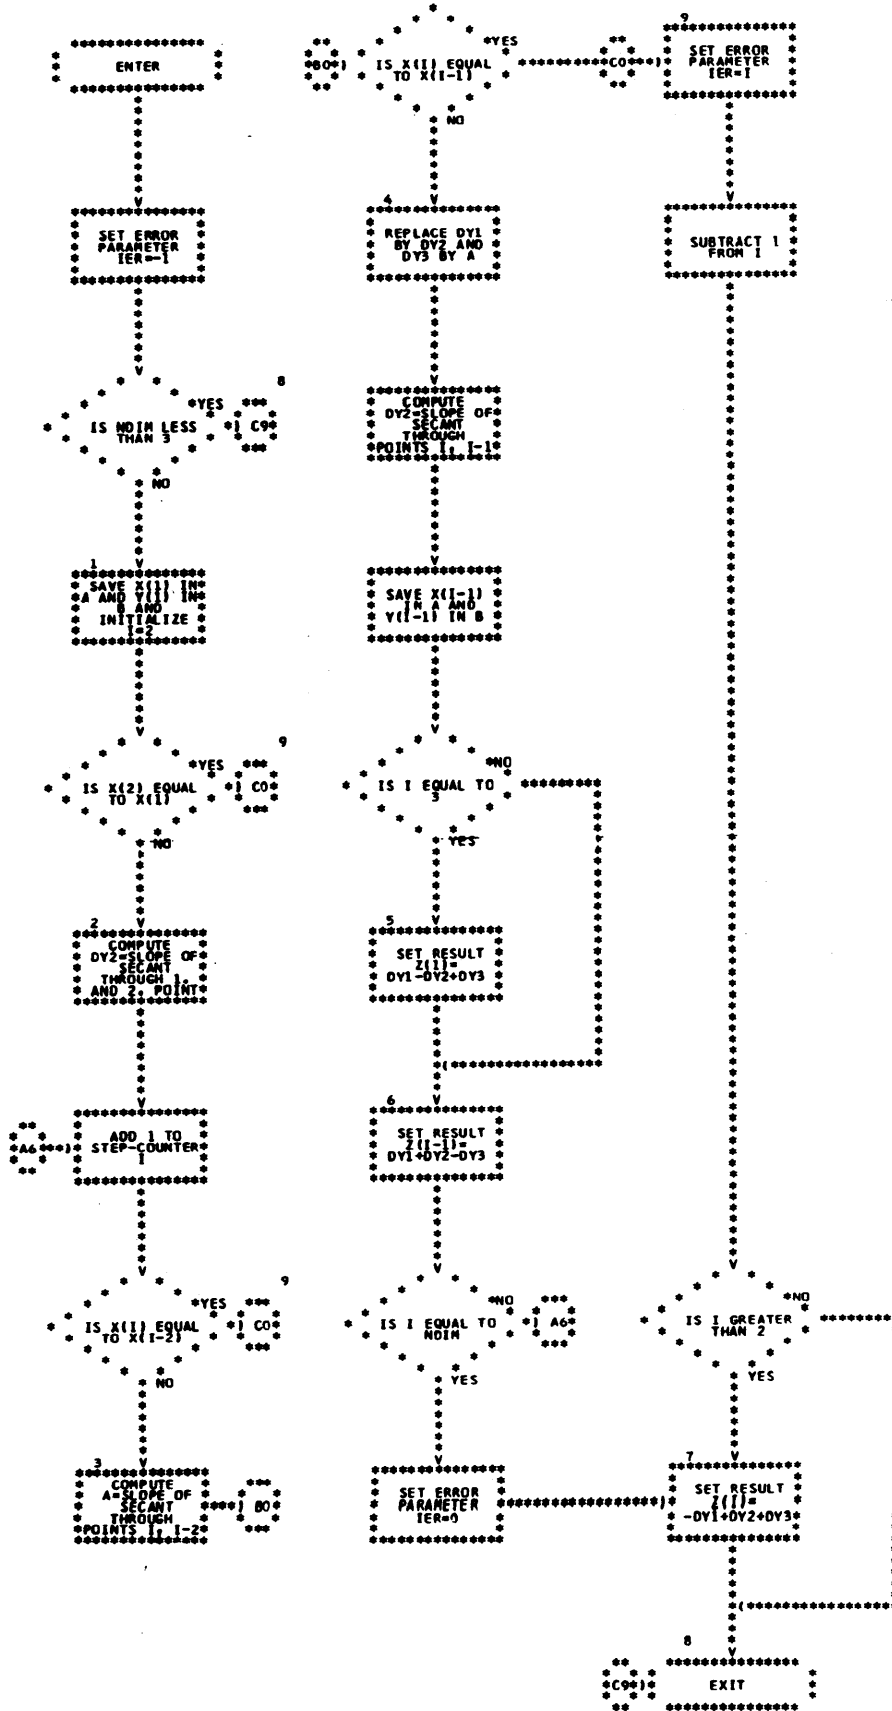 ENTER
SET ERROR
PARAMETER
IER=-1
IS NDIM LESS
THAN 3
YES
8
C9
NO
1
SAVE X(1) IN
A AND Y(1) IN
B AND
INITIALIZE
I=2
IS X(2) EQUAL
TO X(1)
YES
9
C0
NO
2
COMPUTE
DY2=SLOPE OF
SECANT
THROUGH 1.
AND 2. POINT
A6
ADD 1 TO
STEP-COUNTER
I
IS X(I) EQUAL
TO X(I-2)
YES
9
C0
NO
3
COMPUTE
A=SLOPE OF
SECANT
THROUGH
POINTS I, I-2
B0
B0
IS X(I) EQUAL
TO X(I-1)
YES
C0
NO
4
REPLACE DY1
BY DY2 AND
DY3 BY A
COMPUTE
DY2=SLOPE OF
SECANT
THROUGH
POINTS I, I-1
SAVE X(I-1)
IN A AND
Y(I-1) IN B
IS I EQUAL TO
3
NO
YES
5
SET RESULT
Z(1)=
DY1-DY2+DY3
6
SET RESULT
Z(I-1)=
DY1+DY2-DY3
IS I EQUAL TO
NDIM
NO
A6
YES
SET ERROR
PARAMETER
IER=0
9
SET ERROR
PARAMETER
IER=I
SUBTRACT 1
FROM I
IS I GREATER
THAN 2
NO
YES
7
SET RESULT
Z(I)=
-DY1+DY2+DY3
8
C9
EXIT